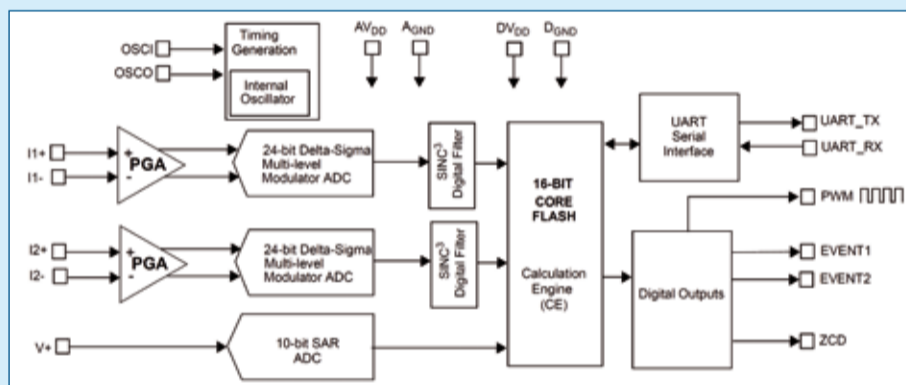 OSCI
OSCO
Timing
Generation
Internal
Oscillator
AVDD
AGND
DVDD
DGND
I1+
I1-
+
-
PGA
24-bit Delta-Sigma
Multi-level
Modulator ADC
SINC3
Digital Filter
I2+
I2-
+
-
PGA
24-bit Delta-Sigma
Multi-level
Modulator ADC
SINC3
Digital Filter
V+
10-bit SAR
ADC
16-BIT
CORE
FLASH
Calculation
Engine
(CE)
UART
Serial
Interface
UART_TX
UART_RX
Digital Outputs
PWM
EVENT1
EVENT2
ZCD